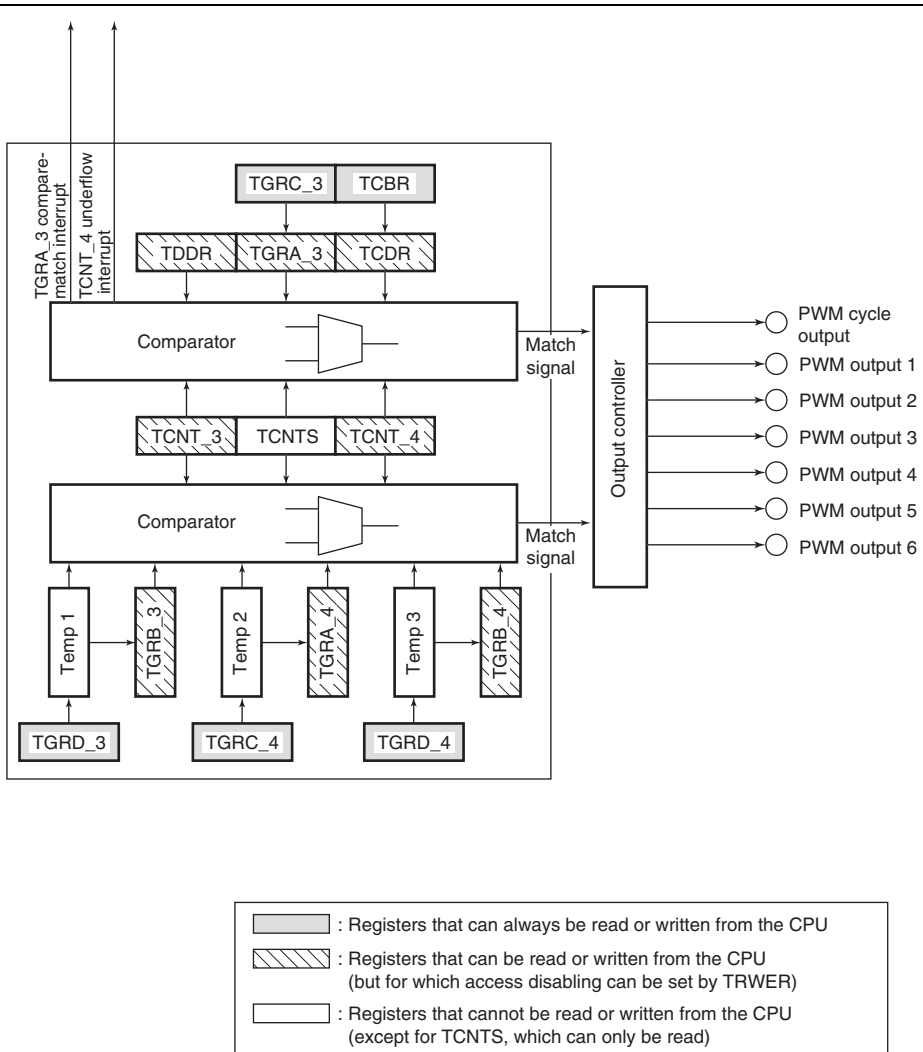 TGRA_3 compare-
match interrupt
TCNT_4 underflow
interrupt
TGRC_3
TCBR
TDDR
TGRA_3
TCDR
Comparator
Match
signal
TCNT_3
TCNTS
TCNT_4
Comparator
Match
signal
Temp 1
TGRB_3
Temp 2
TGRA_4
Temp 3
TGRB_4
TGRD_3
TGRC_4
TGRD_4
Output controller
PWM cycle
output
PWM output 1
PWM output 2
PWM output 3
PWM output 4
PWM output 5
PWM output 6
: Registers that can always be read or written from the CPU
: Registers that can be read or written from the CPU
(but for which access disabling can be set by TRWER)
: Registers that cannot be read or written from the CPU
(except for TCNTS, which can only be read)